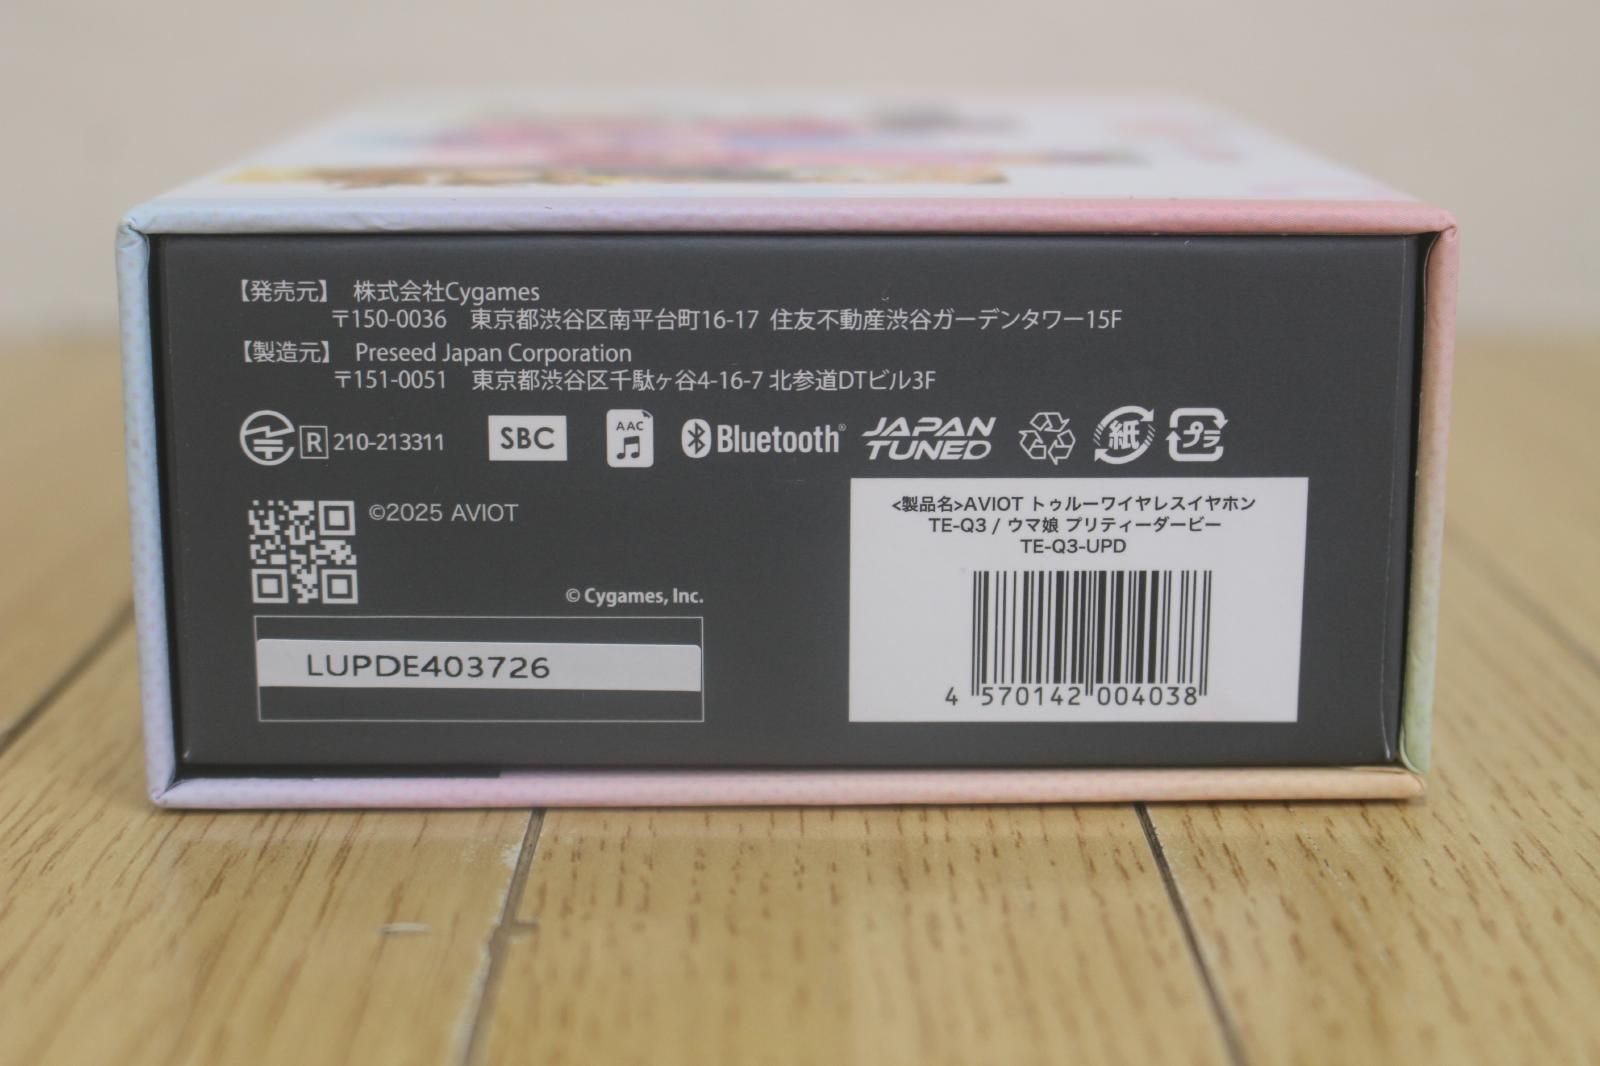 【発売元】 株式会社Cygames
〒150-0036 東京都渋谷区南平台町16-17 住友不動産渋谷ガーデンタワー15F
【製造元】 Preseed Japan Corporation
〒151-0051 東京都渋谷区千駄ヶ谷4-16-7 北参道DTビル3F
R 210-213311 SBC AAC Bluetooth® JAPAN TUNED 紙 プラ
©2025 AVIOT
© Cygames, Inc.
LUPDE403726
<製品名>AVIOT トゥルーワイヤレスイヤホン
TE-Q3 / ウマ娘 プリティーダービー
TE-Q3-UPD
4 570142 004038